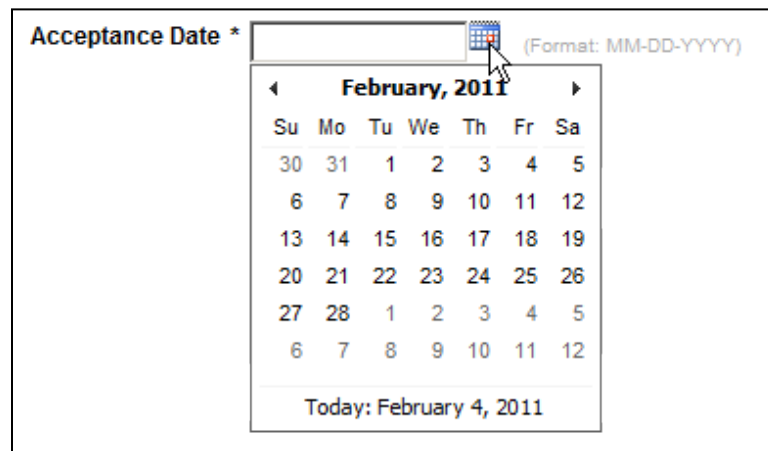 Acceptance Date * (Format: MM-DD-YYYY)
February, 2011
Su Mo Tu We Th Fr Sa
30 31 1 2 3 4 5
6 7 8 9 10 11 12
13 14 15 16 17 18 19
20 21 22 23 24 25 26
27 28 1 2 3 4 5
6 7 8 9 10 11 12
Today: February 4, 2011